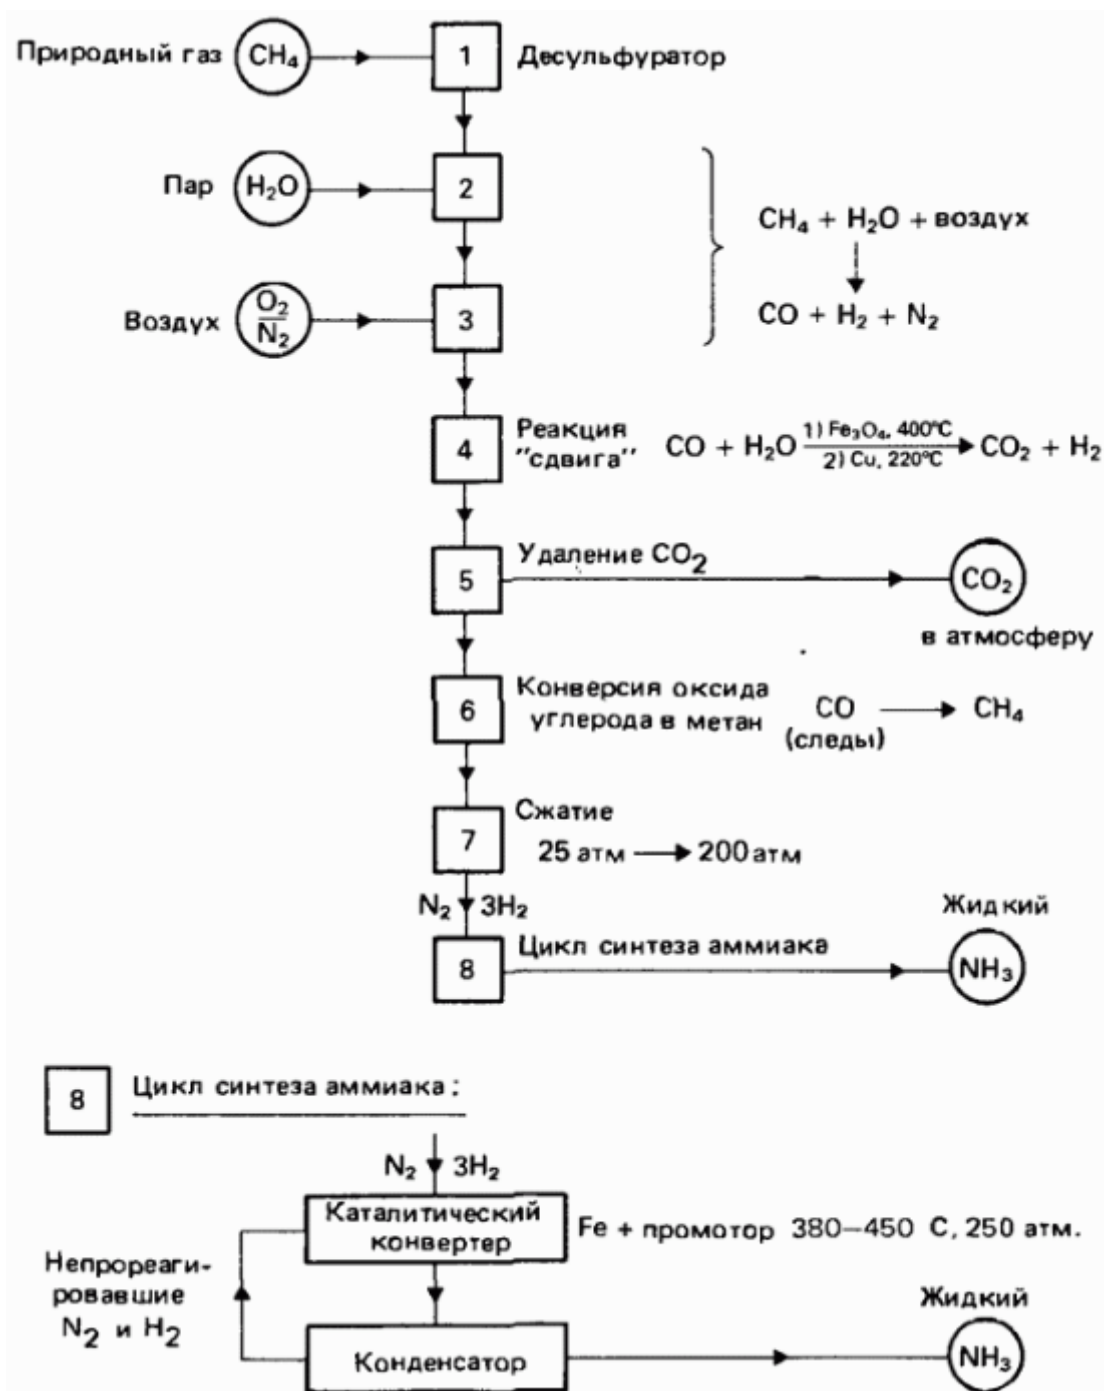 Природный газ CH₄ 1 Десульфуратор
Пар H₂O 2
CH₄ + H₂O + воздух
Воздух O₂/N₂ 3
CO + H₂ + N₂
4 Реакция "сдвига" CO + H₂O 1) Fe₃O₄, 400°C 2) Cu, 220°C CO₂ + H₂
5 Удаление CO₂ CO₂
в атмосферу
6 Конверсия оксида
углерода в метан CO CH₄
(следы)
7 Сжатие
25 атм 200 атм
N₂ 3H₂
Жидкий
8 Цикл синтеза аммиака NH₃
8 Цикл синтеза аммиака:
N₂ 3H₂
Каталитический
конвертер
Fe + промотор 380—450 С, 250 атм.
Непрореаги-
ровавшие
N₂ и H₂
Жидкий
Конденсатор NH₃